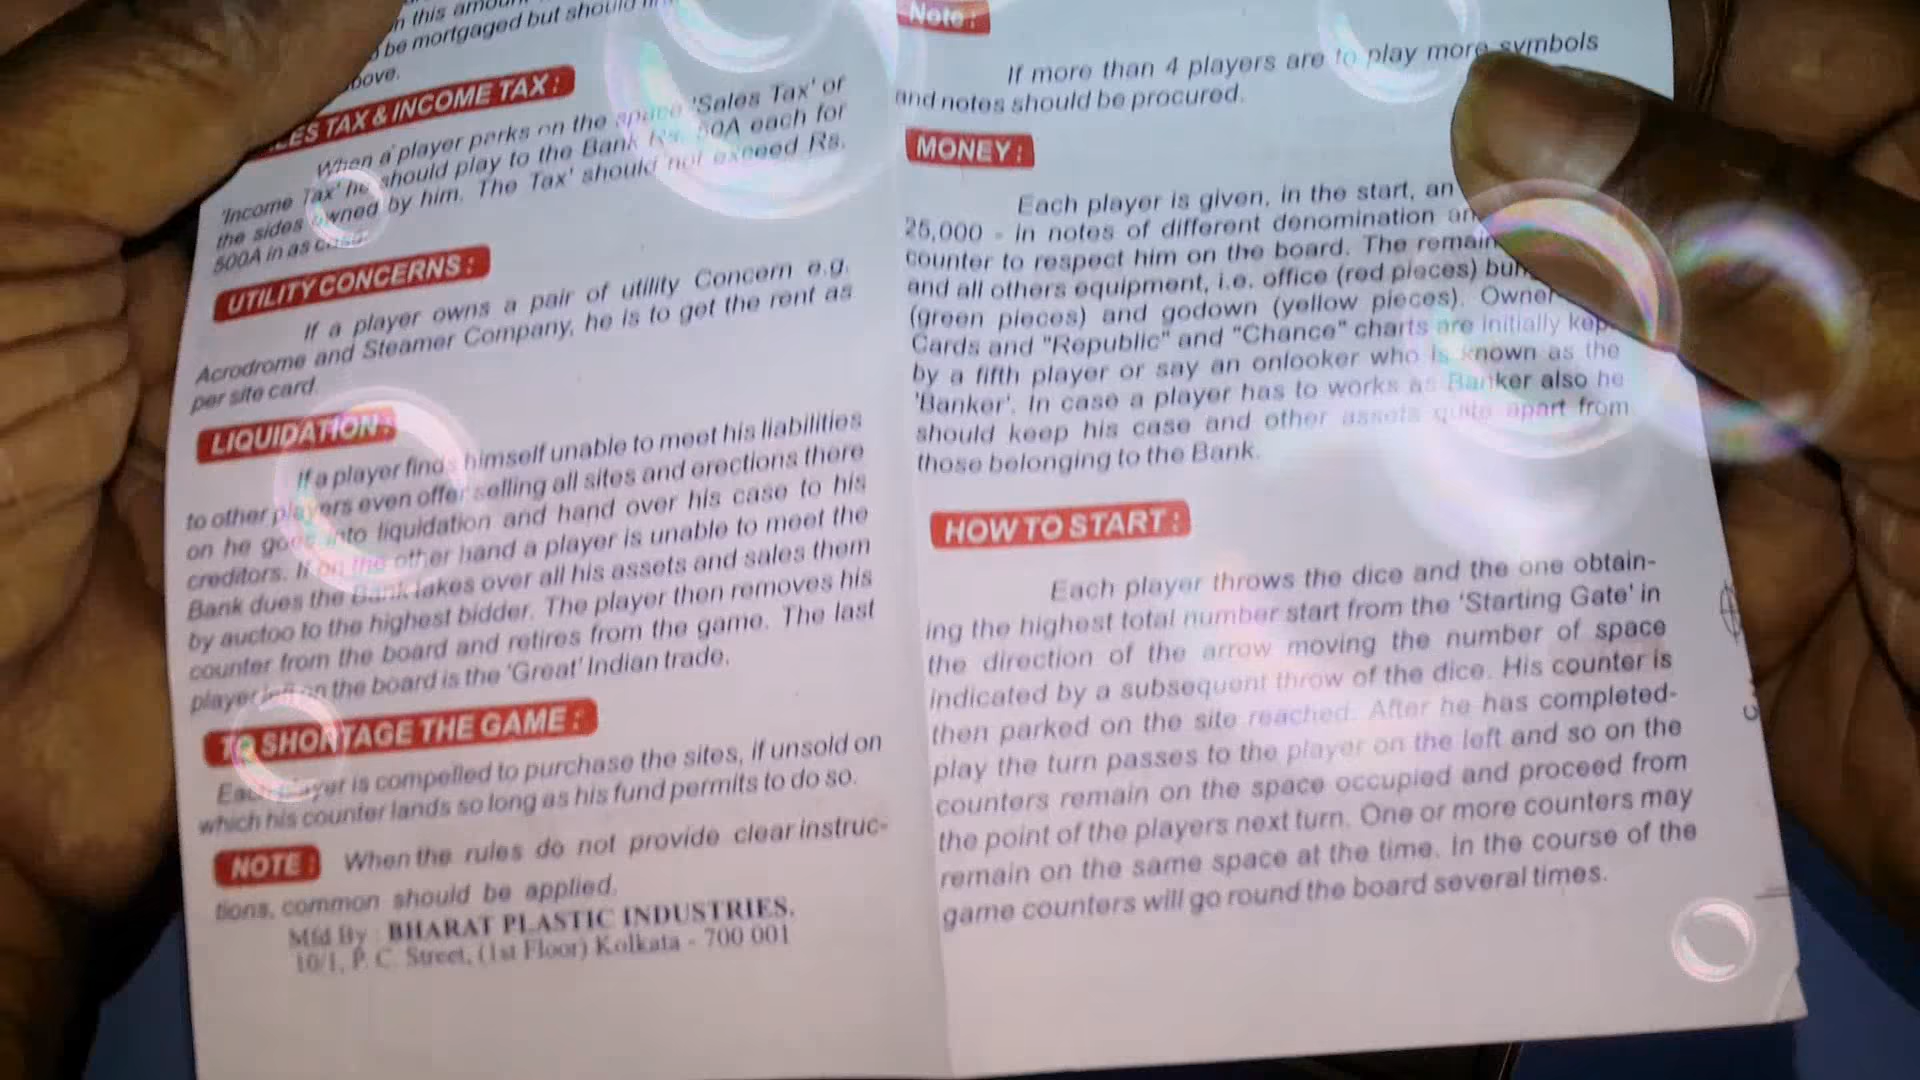 n this amount
be mortgaged but should
bove.
ES TAX & INCOME TAX :
When a player perks on the space 'Sales Tax' of
'Income Tax' he should play to the Bank Rs. 50A each for
the sides owned by him. The Tax' should not exceed Rs.
500A in as case.
UTILITY CONCERNS :
If a player owns a pair of utility Concern e.g.
Acrodrome and Steamer Company, he is to get the rent as
per site card.
LIQUIDATION :
If a player finds himself unable to meet his liabilities
to other players even offer selling all sites and erections there
on he goes into liquidation and hand over his case to his
creditors. If on the other hand a player is unable to meet the
Bank dues the Bank takes over all his assets and sales them
by auctoo to the highest bidder. The player then removes his
counter from the board and retires from the game. The last
player left on the board is the 'Great' Indian trade.
TO SHORTAGE THE GAME :
Each player is compelled to purchase the sites, if unsold on
which his counter lands so long as his fund permits to do so.
NOTE : When the rules do not provide clear instruc-
tions, common should be applied.
Mfd By : BHARAT PLASTIC INDUSTRIES.
10/1, P. C. Street, (1st Floor) Kolkata - 700 001
Note :
If more than 4 players are to play more symbols
and notes should be procured.
MONEY :
Each player is given, in the start, an
25,000 - in notes of different denomination an
counter to respect him on the board. The remain
and all others equipment, i.e. office (red pieces) bun
(green pieces) and godown (yellow pieces). Owner
Cards and "Republic" and "Chance" charts are initially kep
by a fifth player or say an onlooker who is known as the
'Banker'. In case a player has to works as Banker also he
should keep his case and other assets quite apart from
those belonging to the Bank.
HOW TO START :
Each player throws the dice and the one obtain-
ing the highest total number start from the 'Starting Gate' in
the direction of the arrow moving the number of space
indicated by a subsequent throw of the dice. His counter is
then parked on the site reached. After he has completed-
play the turn passes to the player on the left and so on the
counters remain on the space occupied and proceed from
the point of the players next turn. One or more counters may
remain on the same space at the time. In the course of the
game counters will go round the board several times.